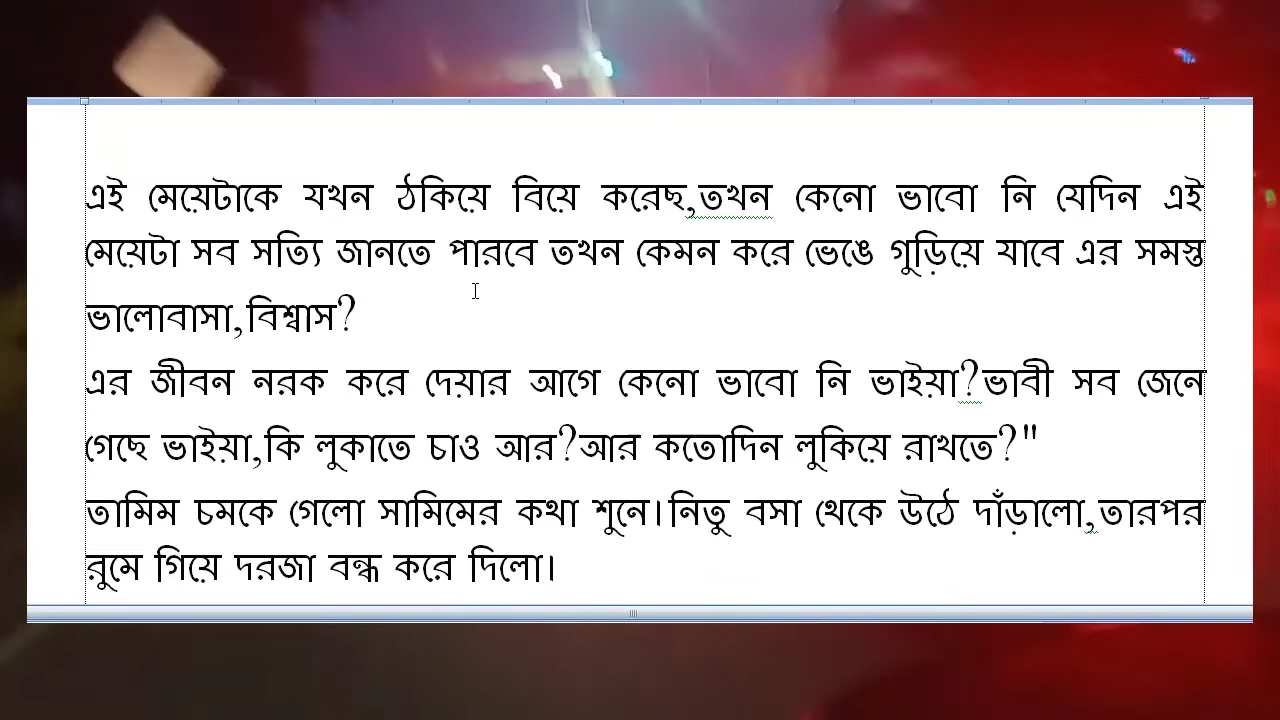 এই মেয়েটাকে যখন ঠকিয়ে বিয়ে করেছ,তখন কেনো ভাবো নি যেদিন এই
মেয়েটা সব সত্যি জানতে পারবে তখন কেমন করে ভেঙে গুড়িয়ে যাবে এর সমস্ত
ভালোবাসা,বিশ্বাস?
এর জীবন নরক করে দেয়ার আগে কেনো ভাবো নি ভাইয়া?ভাবী সব জেনে
গেছে ভাইয়া,কি লুকাতে চাও আর?আর কতোদিন লুকিয়ে রাখতে?"
তামিম চমকে গেলো সামিমের কথা শুনে।নিতু বসা থেকে উঠে দাঁড়ালো,তারপর
রুমে গিয়ে দরজা বন্ধ করে দিলো।